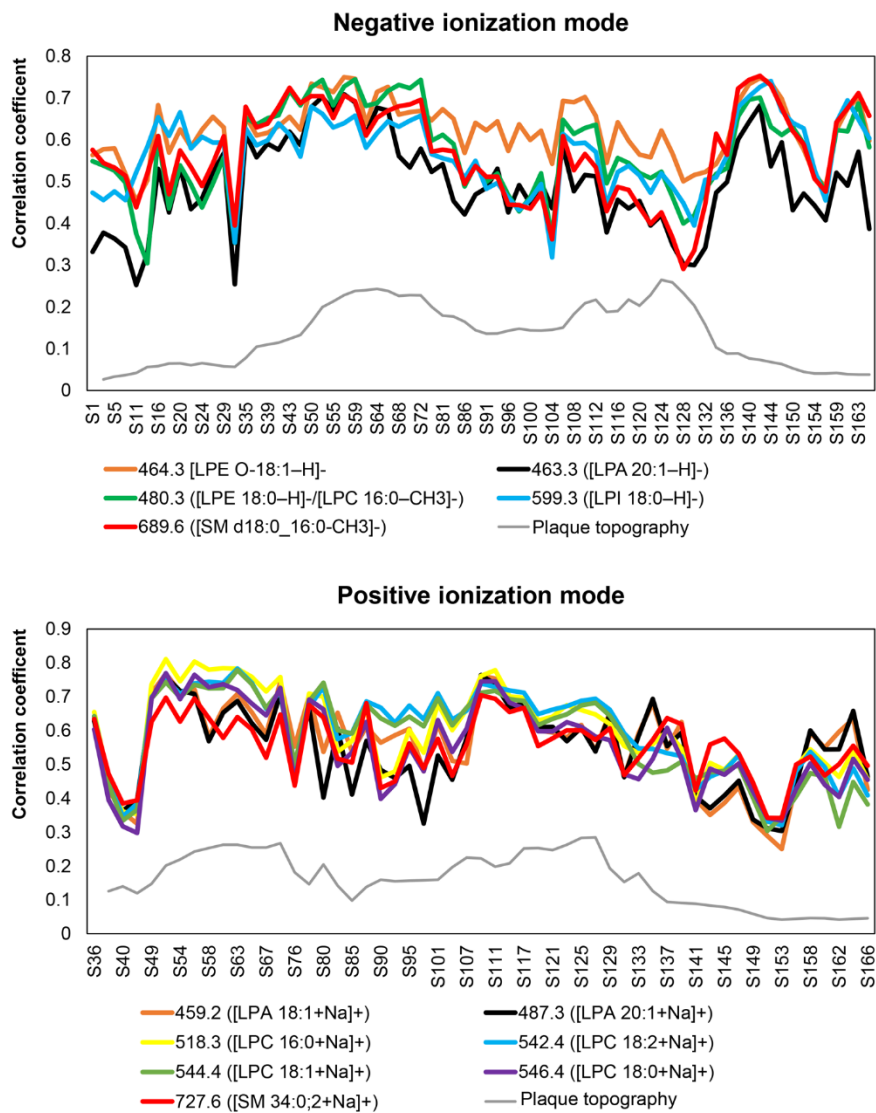 Negative ionization mode
Correlation coefficent
0.8
0.7
0.6
0.5
0.4
0.3
0.2
0.1
0
S1 S5 S11 S16 S20 S24 S29 S35 S39 S43 S50 S55 S59 S64 S68 S72 S81 S86 S91 S96 S100 S104 S108 S112 S116 S120 S124 S128 S132 S136 S140 S144 S150 S154 S159 S163
464.3 [LPE O-18:1–H]- 463.3 ([LPA 20:1–H]-)
480.3 ([LPE 18:0–H]-/[LPC 16:0–CH3]-) 599.3 ([LPI 18:0–H]-)
689.6 ([SM d18:0_16:0-CH3]-) Plaque topography
Positive ionization mode
Correlation coefficent
0.9
0.8
0.7
0.6
0.5
0.4
0.3
0.2
0.1
0
S36 S40 S49 S54 S58 S63 S67 S76 S80 S85 S90 S95 S101 S107 S111 S117 S121 S125 S129 S133 S137 S141 S145 S149 S153 S158 S162 S166
459.2 ([LPA 18:1+Na]+) 487.3 ([LPA 20:1+Na]+)
518.3 ([LPC 16:0+Na]+) 542.4 ([LPC 18:2+Na]+)
544.4 ([LPC 18:1+Na]+) 546.4 ([LPC 18:0+Na]+)
727.6 ([SM 34:0;2+Na]+) Plaque topography